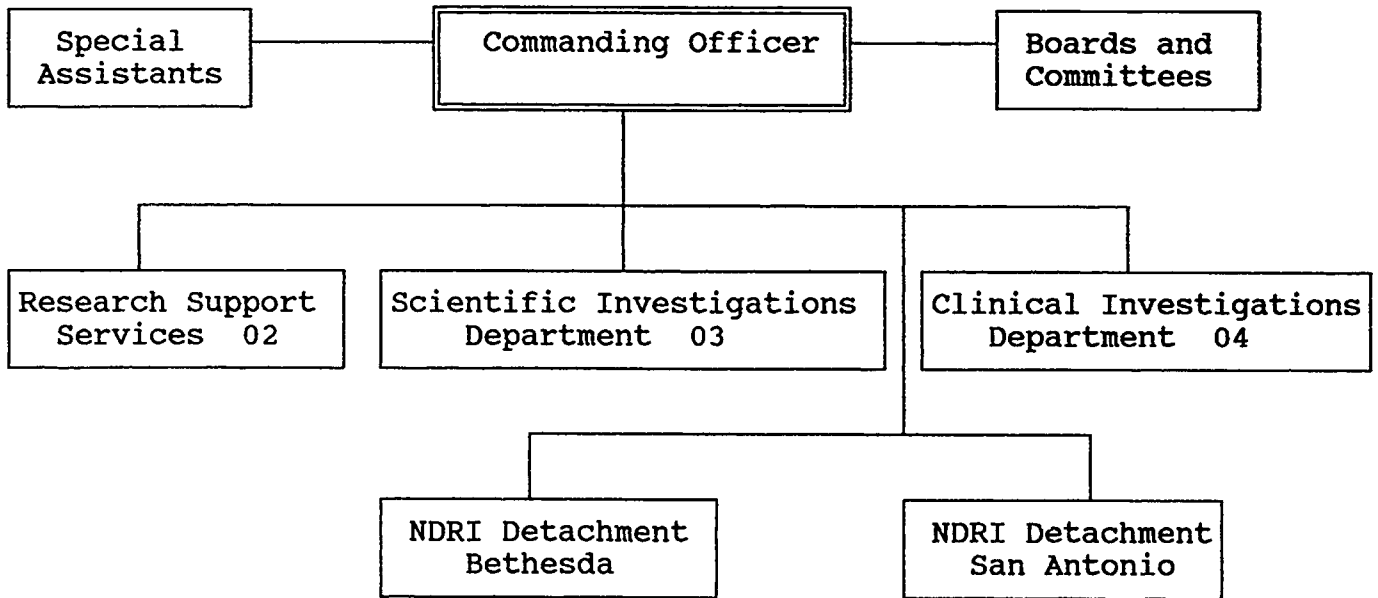 Special
Assistants
Commanding Officer
Boards and
Committees
Research Support
Services 02
Scientific Investigations
Department 03
Clinical Investigations
Department 04
NDRI Detachment
Bethesda
NDRI Detachment
San Antonio